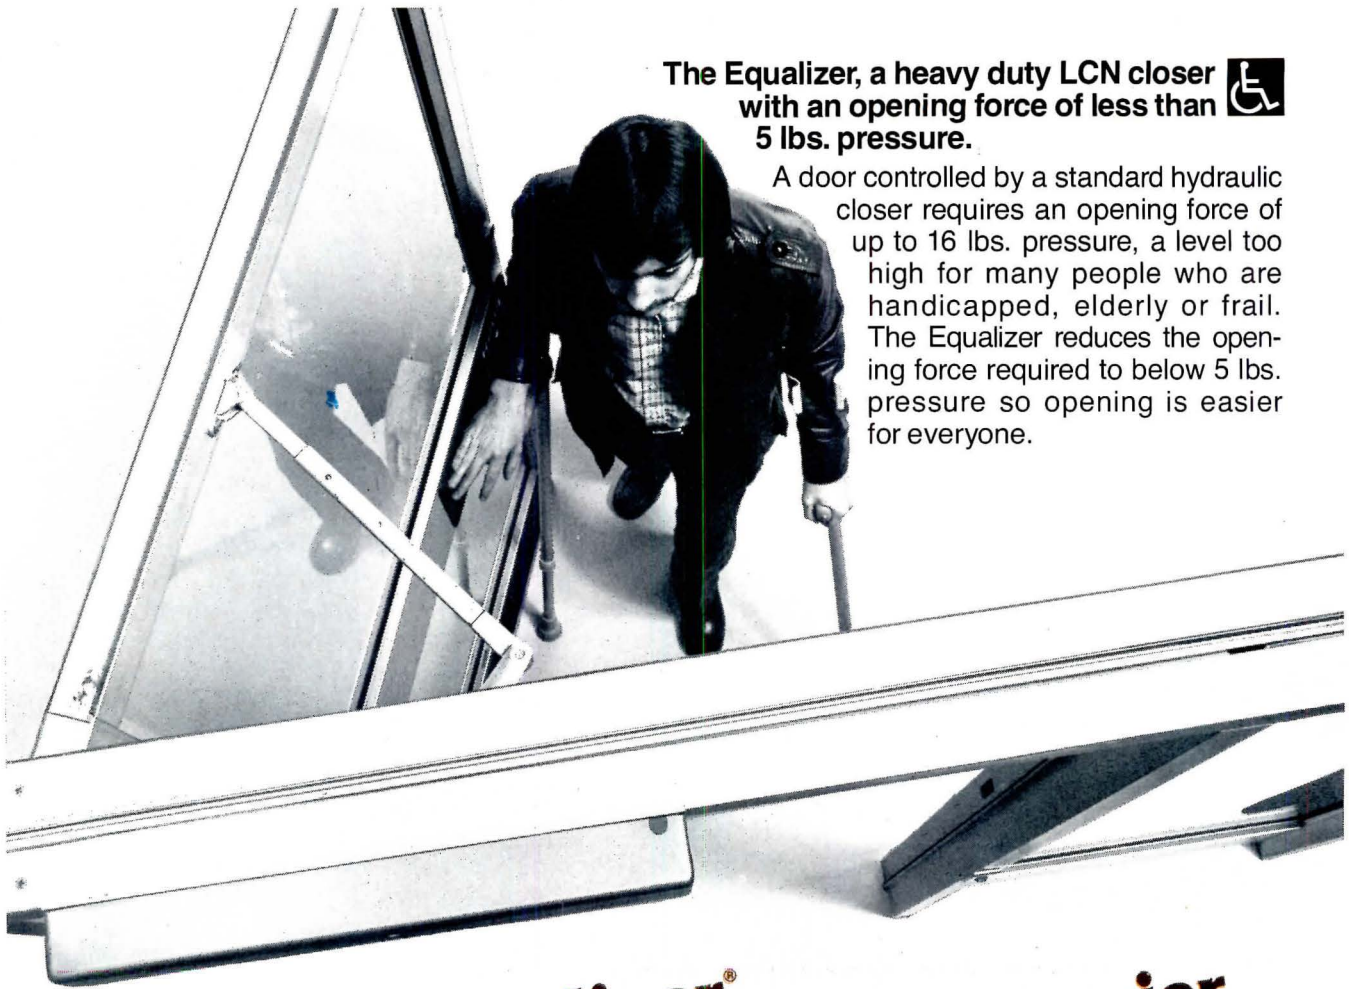 The Equalizer, a heavy duty LCN closer
with an opening force of less than
5 lbs. pressure.
A door controlled by a standard hydraulic
closer requires an opening force of
up to 16 lbs. pressure, a level too
high for many people who are
handicapped, elderly or frail.
The Equalizer reduces the open-
ing force required to below 5 lbs.
pressure so opening is easier
for everyone.